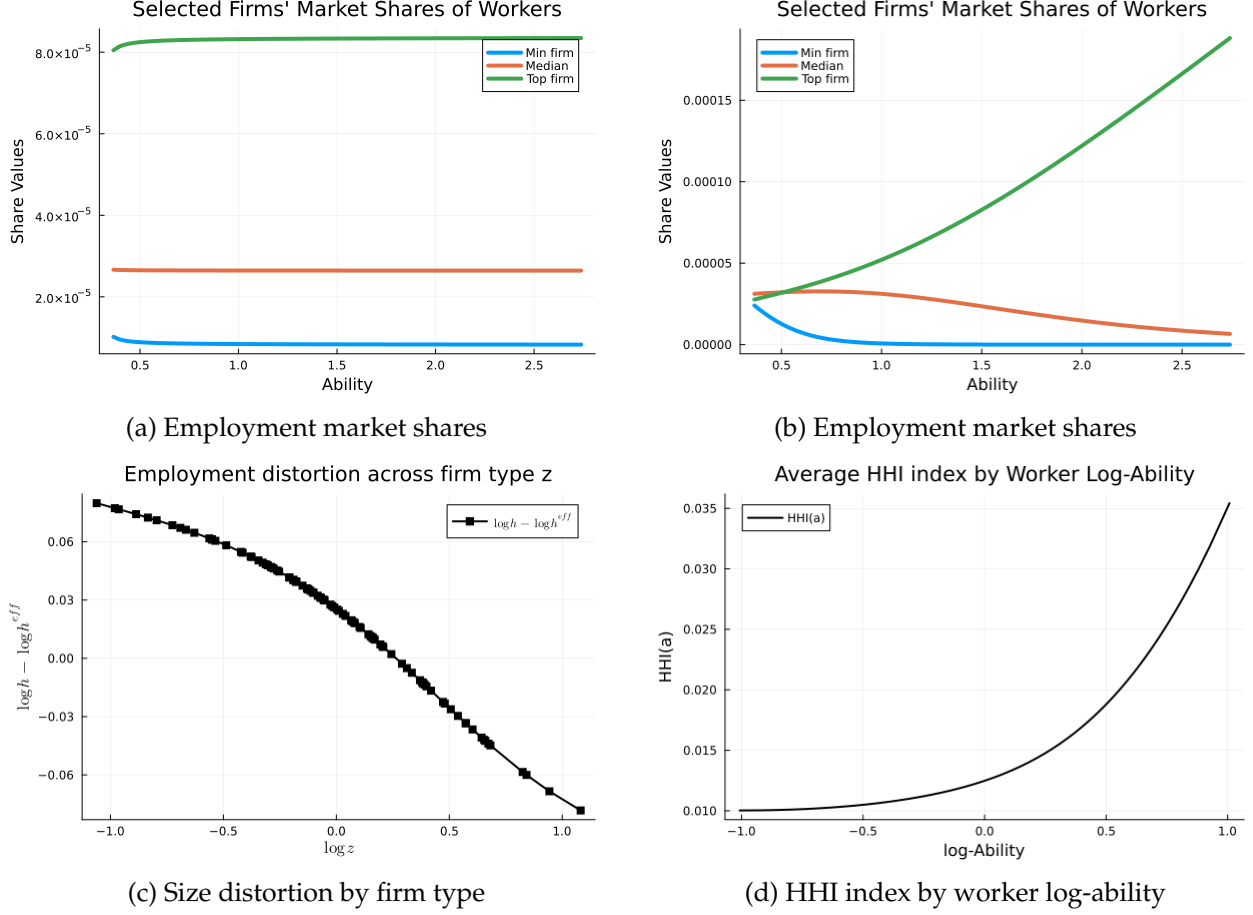 Selected Firms' Market Shares of Workers
Share Values
8.0×10⁻⁵
6.0×10⁻⁵
4.0×10⁻⁵
2.0×10⁻⁵
Min firm
Median
Top firm
0.5 1.0 1.5 2.0 2.5
Ability
(a) Employment market shares
Selected Firms' Market Shares of Workers
Share Values
0.00015
0.00010
0.00005
0.00000
Min firm
Median
Top firm
0.5 1.0 1.5 2.0 2.5
Ability
(b) Employment market shares
Employment distortion across firm type z
log h − log h^eff
0.06
0.03
0.00
−0.03
−0.06
log h − log h^eff
−1.0 −0.5 0.0 0.5 1.0
log z
(c) Size distortion by firm type
Average HHI index by Worker Log-Ability
HHI(a)
0.035
0.030
0.025
0.020
0.015
0.010
HHI(a)
−1.0 −0.5 0.0 0.5 1.0
log-Ability
(d) HHI index by worker log-ability